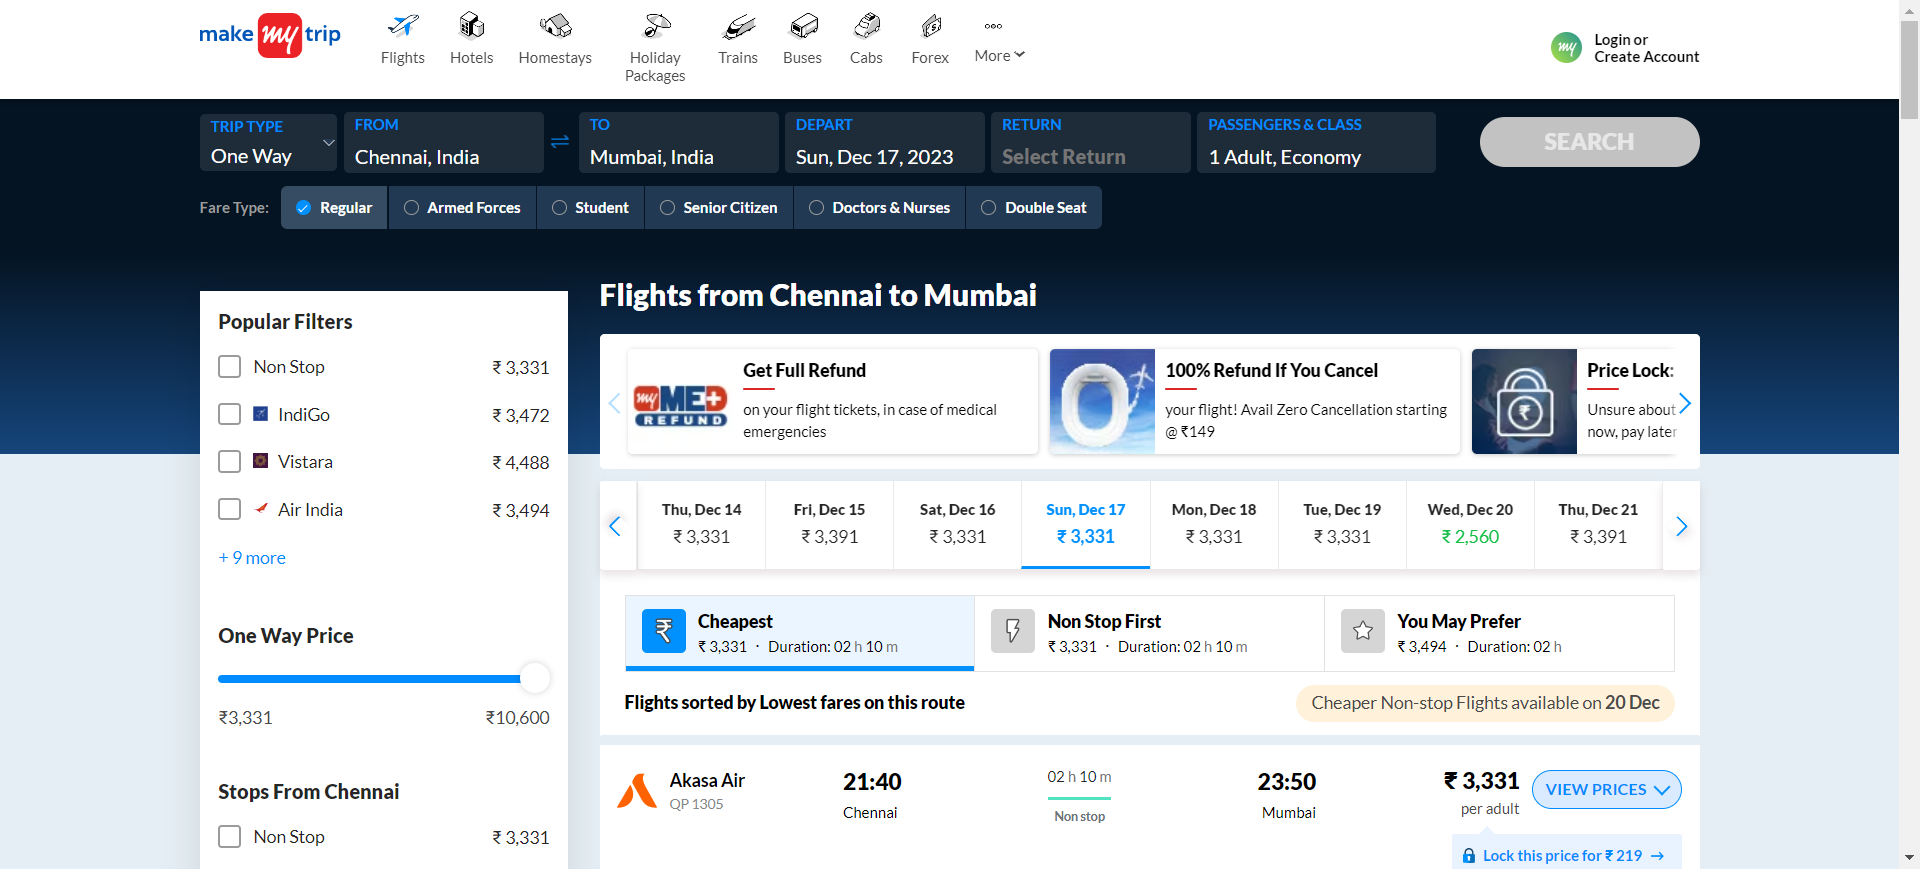 make my trip
Flights
Hotels
Homestays
Holiday
Packages
Trains
Buses
Cabs
Forex
More
my
Login or
Create Account
TRIP TYPE
One Way
FROM
Chennai, India
TO
Mumbai, India
DEPART
Sun, Dec 17, 2023
RETURN
Select Return
PASSENGERS & CLASS
1 Adult, Economy
SEARCH
Fare Type:
Regular
Armed Forces
Student
Senior Citizen
Doctors & Nurses
Double Seat
Popular Filters
Non Stop ₹ 3,331
IndiGo ₹ 3,472
Vistara ₹ 4,488
Air India ₹ 3,494
+ 9 more
One Way Price
₹3,331 ₹10,600
Stops From Chennai
Non Stop ₹ 3,331
Flights from Chennai to Mumbai
my MED
REFUND
Get Full Refund
on your flight tickets, in case of medical
emergencies
100% Refund If You Cancel
your flight! Avail Zero Cancellation starting
@ ₹149
₹
Price Lock:
Unsure about
now, pay later
Thu, Dec 14
₹ 3,331
Fri, Dec 15
₹ 3,391
Sat, Dec 16
₹ 3,331
Sun, Dec 17
₹ 3,331
Mon, Dec 18
₹ 3,331
Tue, Dec 19
₹ 3,331
Wed, Dec 20
₹ 2,560
Thu, Dec 21
₹ 3,391
₹
Cheapest
₹ 3,331 · Duration: 02 h 10 m
Non Stop First
₹ 3,331 · Duration: 02 h 10 m
You May Prefer
₹ 3,494 · Duration: 02 h
Flights sorted by Lowest fares on this route
Cheaper Non-stop Flights available on 20 Dec
Akasa Air
QP 1305
21:40
Chennai
02 h 10 m
Non stop
23:50
Mumbai
₹ 3,331
per adult
VIEW PRICES
Lock this price for ₹ 219 →